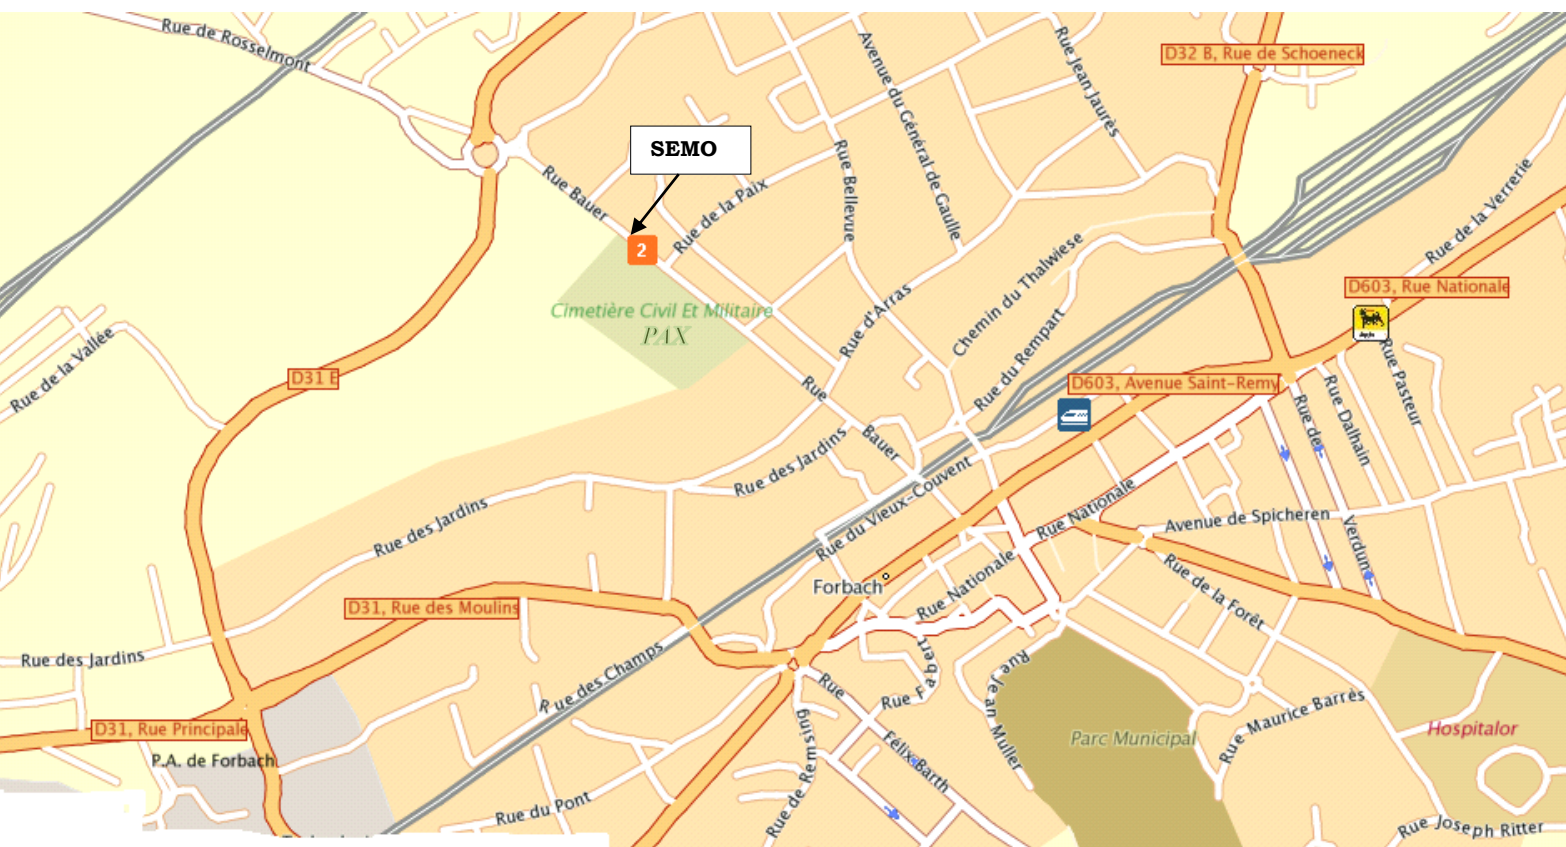 Rue de Rosselmont
Avenue du Général de Gaulle
Rue Jean Jaurès
D32 B, Rue de Schoeneck
SEMO
Rue Bauer
Rue de la Paix
Rue Bellevue
2
Rue de la Verrerie
Chemin du Thalwiese
D603, Rue Nationale
Cimetière Civil Et Militaire
PAX
Rue d'Arras
Rue du Rempart
Rue de la Vallée
D31 E
D603, Avenue Saint-Remy
Rue Pasteur
Rue Dalhain
Rue de
Verdun
Rue
Bauer
Rue des Jardins
Rue du Vieux-Couvent
Rue Nationale
Avenue de Spicheren
Rue des Jardins
Forbach
Rue Nationale
Rue de la Forêt
D31, Rue des Moulins
Rue des Jardins
Rue des Champs
Rue Fabert
Rue Jean Muller
Rue
Félix-Barth
Rue de Remsing
Rue Maurice Barrès
Parc Municipal
Hospitalor
D31, Rue Principale
P.A. de Forbach
Rue du Pont
Rue Joseph Ritter